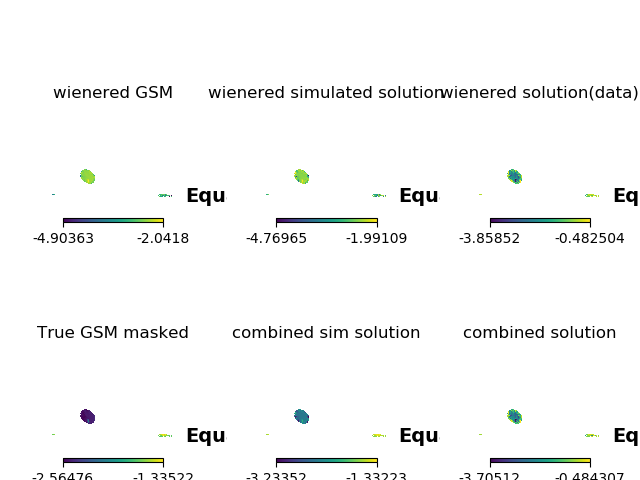 wienered GSM wienered simulated solution wienered solution(data)
Equ Equ Eq
-4.90363 -2.0418 -4.76965 -1.99109 -3.85852 -0.482504
True GSM masked combined sim solution combined solution
Equ Equ Eq
-2.56476 -1.33522 -3.23352 -1.33223 -3.70512 -0.484307